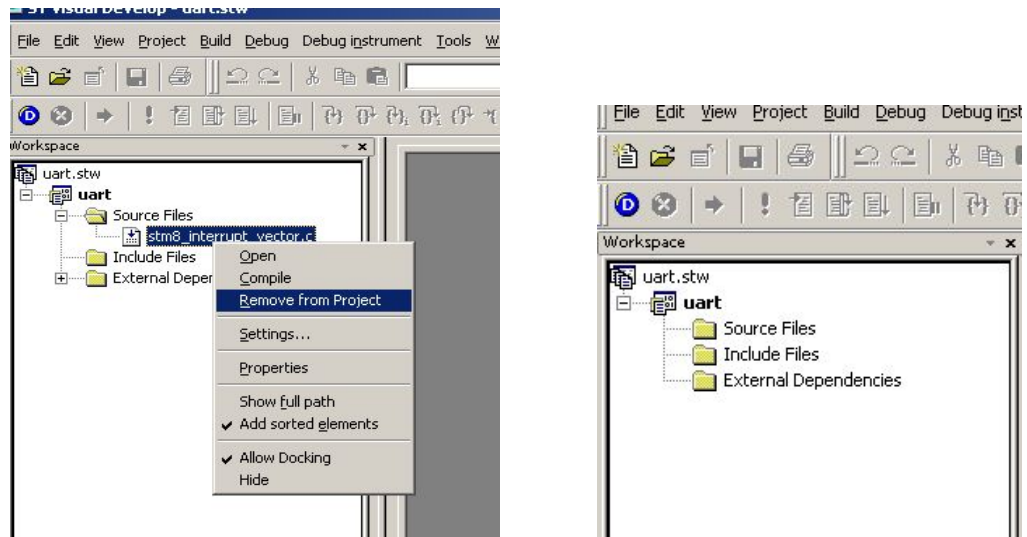 ST Visual Develop - uart.stw
File Edit View Project Build Debug Debug instrument Tools W
Workspace
uart.stw
uart
Source Files
stm8_interrupt_vector.c
Include Files
External Deper
Open
Compile
Remove from Project
Settings...
Properties
Show full path
Add sorted elements
Allow Docking
Hide
File Edit View Project Build Debug Debug inst
Workspace
uart.stw
uart
Source Files
Include Files
External Dependencies